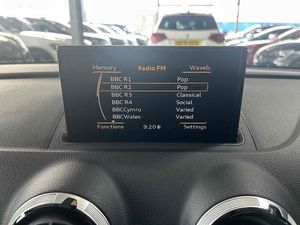 Memory Radio FM Waveb.
BBC R1 Pop
BBC R2 Pop
BBC R3 Classical
BBC R4 Social
BBCCymru Varied
BBCWales Varied
Functions 9:20 Settings